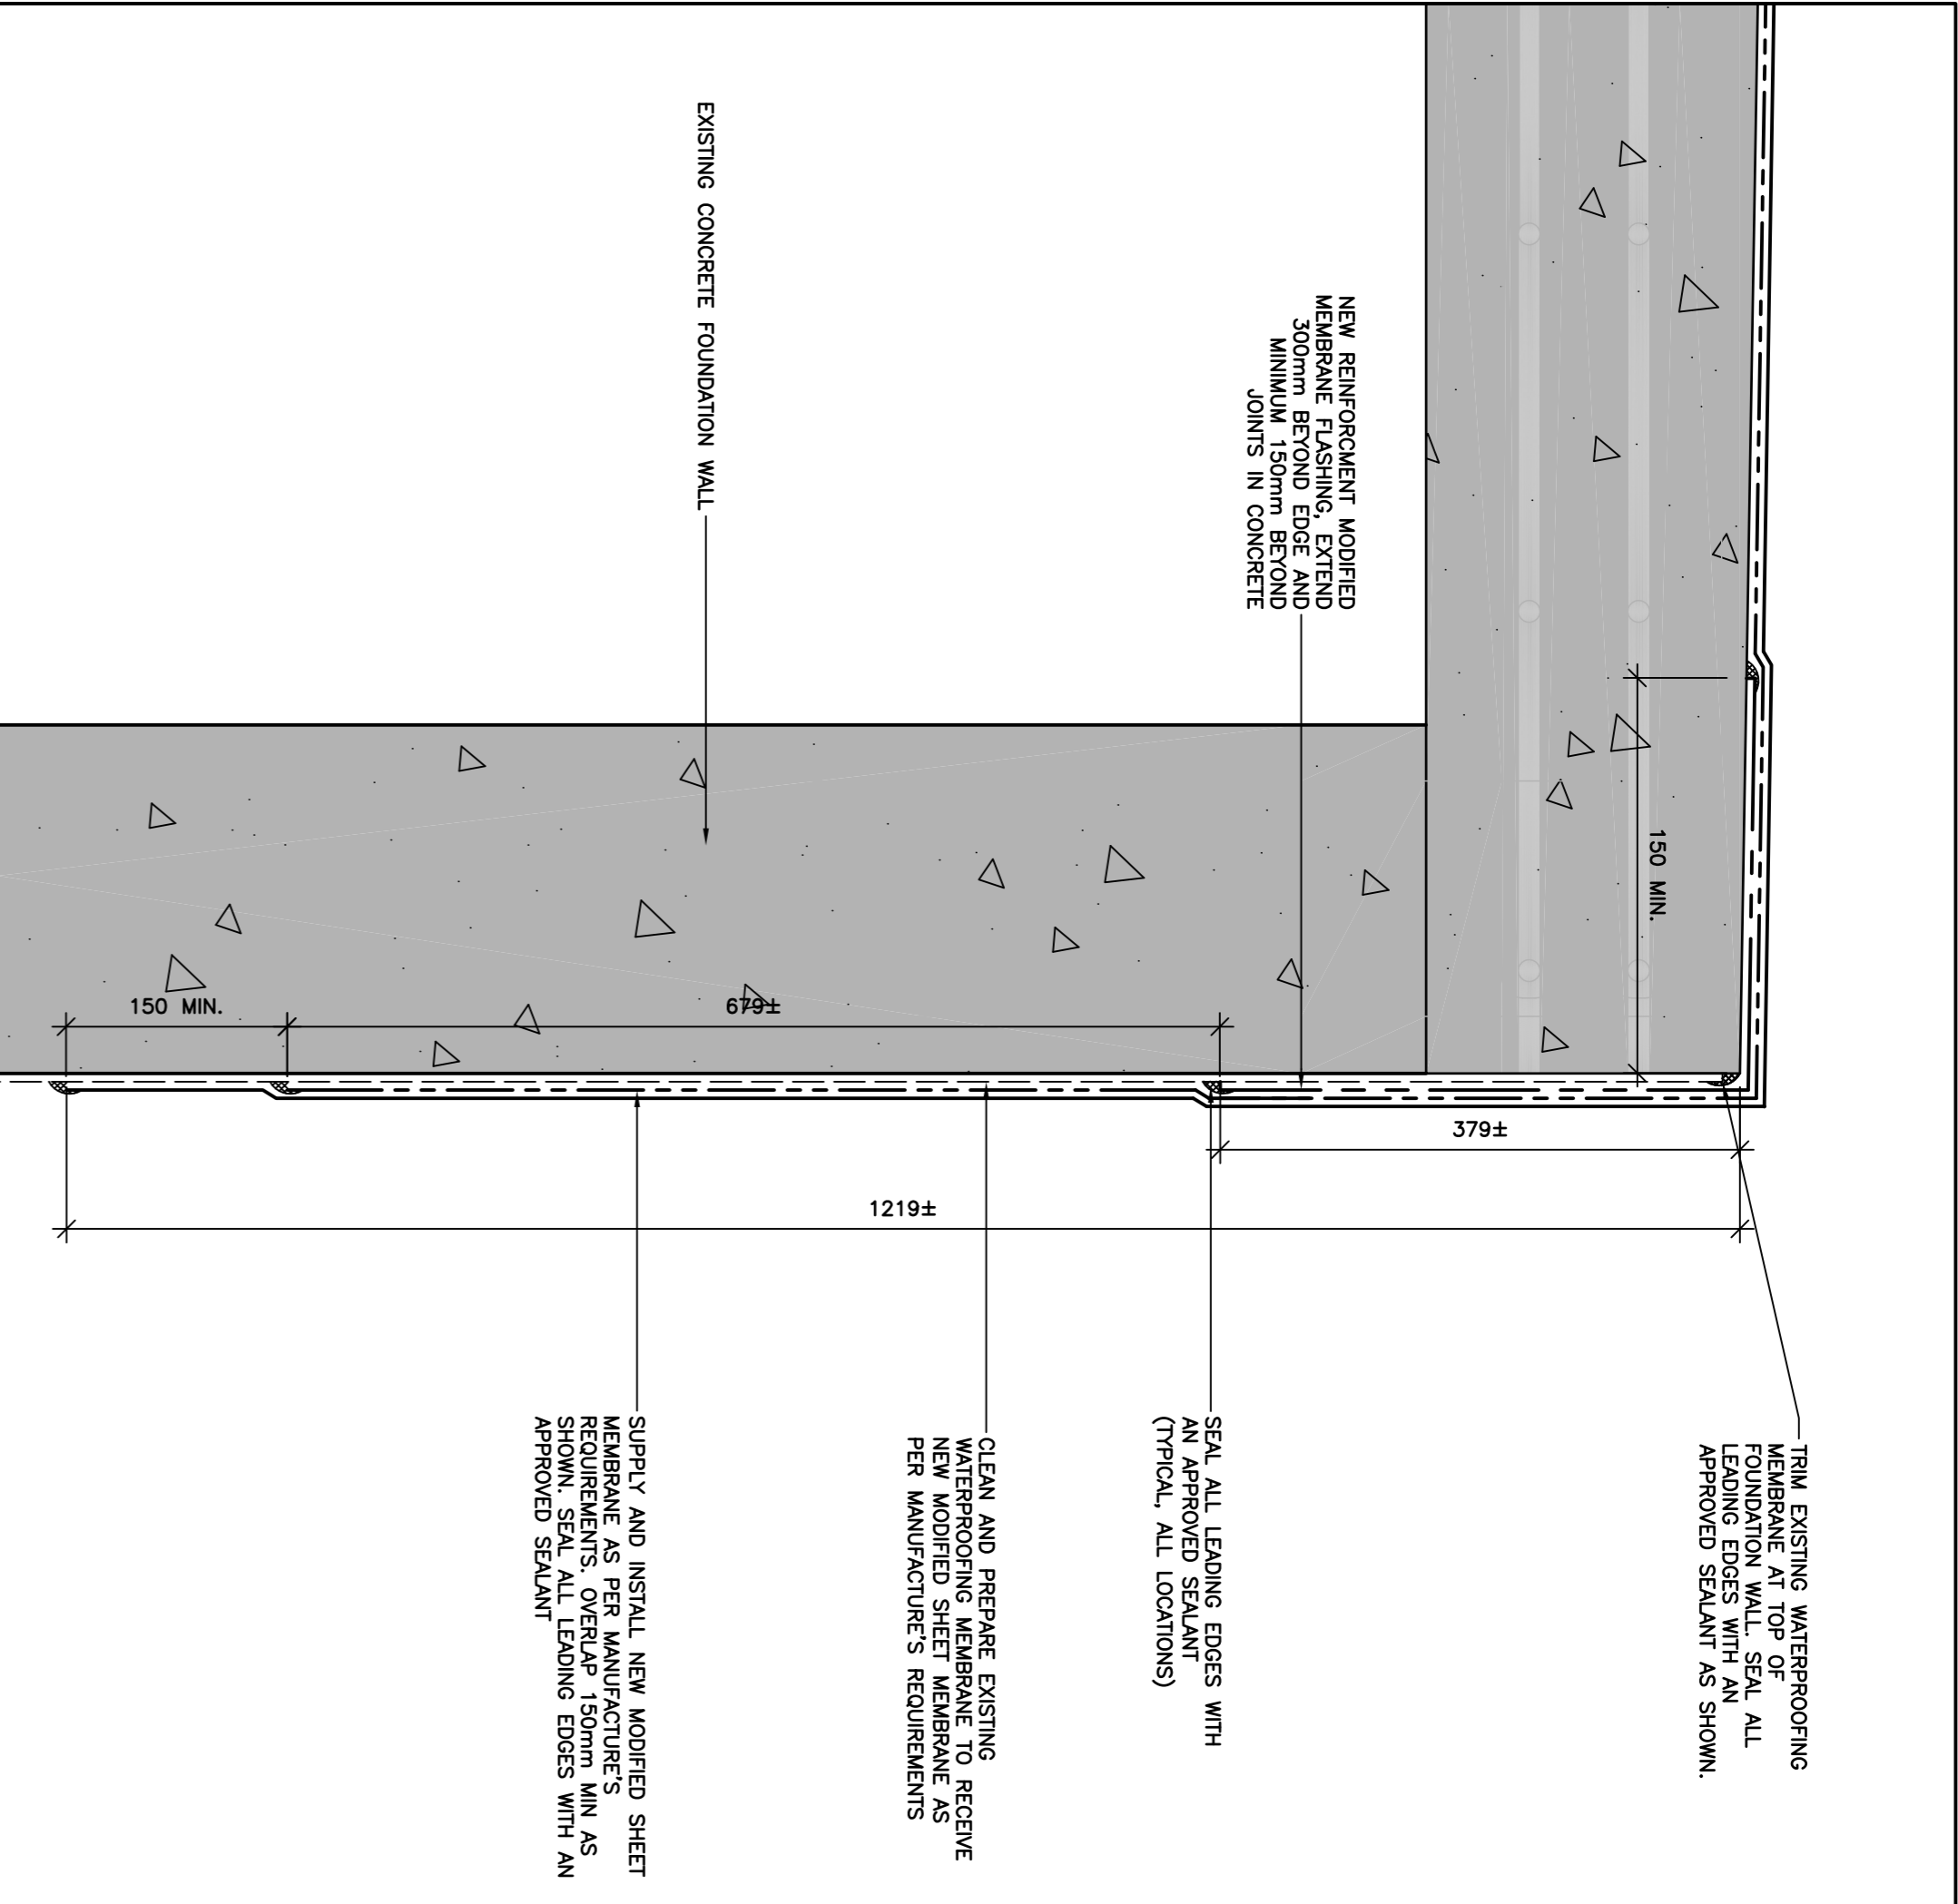 TRIM EXISTING WATERPROOFING
MEMBRANE AT TOP OF
FOUNDATION WALL. SEAL ALL
LEADING EDGES WITH AN
APPROVED SEALANT AS SHOWN.
150 MIN.
379±
NEW REINFORCMENT MODIFIED
MEMBRANE FLASHING, EXTEND
300mm BEYOND EDGE AND
MINIMUM 150mm BEYOND
JOINTS IN CONCRETE
SEAL ALL LEADING EDGES WITH
AN APPROVED SEALANT
(TYPICAL, ALL LOCATIONS)
CLEAN AND PREPARE EXISTING
WATERPROOFING MEMBRANE TO RECEIVE
NEW MODIFIED SHEET MEMBRANE AS
PER MANUFACTURE'S REQUIREMENTS
1219±
679±
EXISTING CONCRETE FOUNDATION WALL
SUPPLY AND INSTALL NEW MODIFIED SHEET
MEMBRANE AS PER MANUFACTURE'S
REQUIREMENTS. OVERLAP 150mm MIN AS
SHOWN. SEAL ALL LEADING EDGES WITH AN
APPROVED SEALANT
150 MIN.